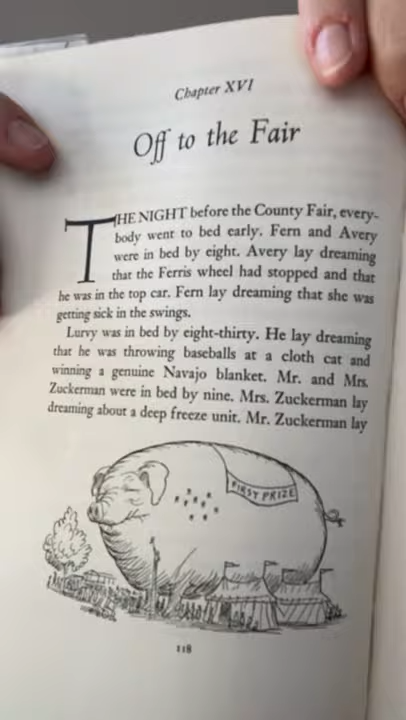 Chapter XVI
Off to the Fair
THE NIGHT before the County Fair, every-
body went to bed early. Fern and Avery
were in bed by eight. Avery lay dreaming
that the Ferris wheel had stopped and that
he was in the top car. Fern lay dreaming that she was
getting sick in the swings.
Lurvy was in bed by eight-thirty. He lay dreaming
that he was throwing baseballs at a cloth cat and
winning a genuine Navajo blanket. Mr. and Mrs.
Zuckerman were in bed by nine. Mrs. Zuckerman lay
dreaming about a deep freeze unit. Mr. Zuckerman lay
FIRST PRIZE
118